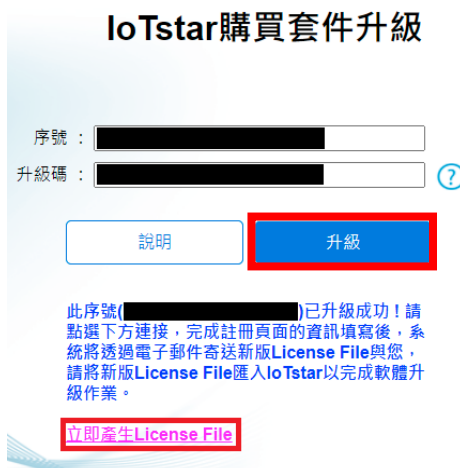 IoTstar購買套件升級
序號 :
升級碼 :
?
說明 升級
此序號( )已升級成功！請
點選下方連接，完成註冊頁面的資訊填寫後，系
統將透過電子郵件寄送新版License File與您，
請將新版License File匯入IoTstar以完成軟體升
級作業。
立即產生License File